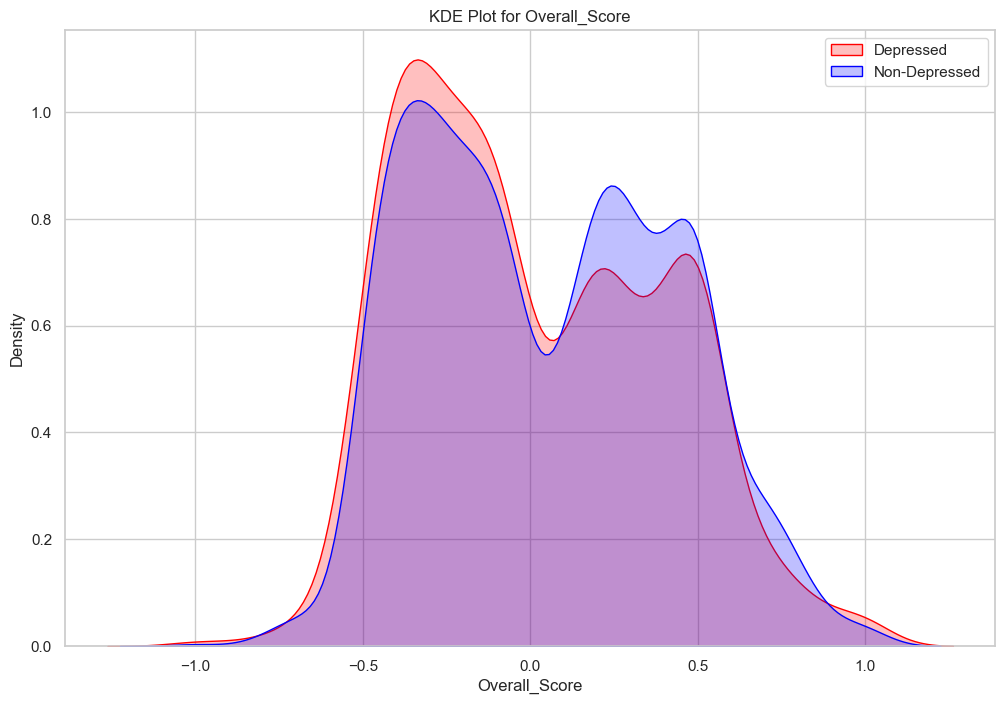 KDE Plot for Overall_Score
Depressed
Non-Depressed
Density
1.0
0.8
0.6
0.4
0.2
0.0
−1.0 −0.5 0.0 0.5 1.0
Overall_Score